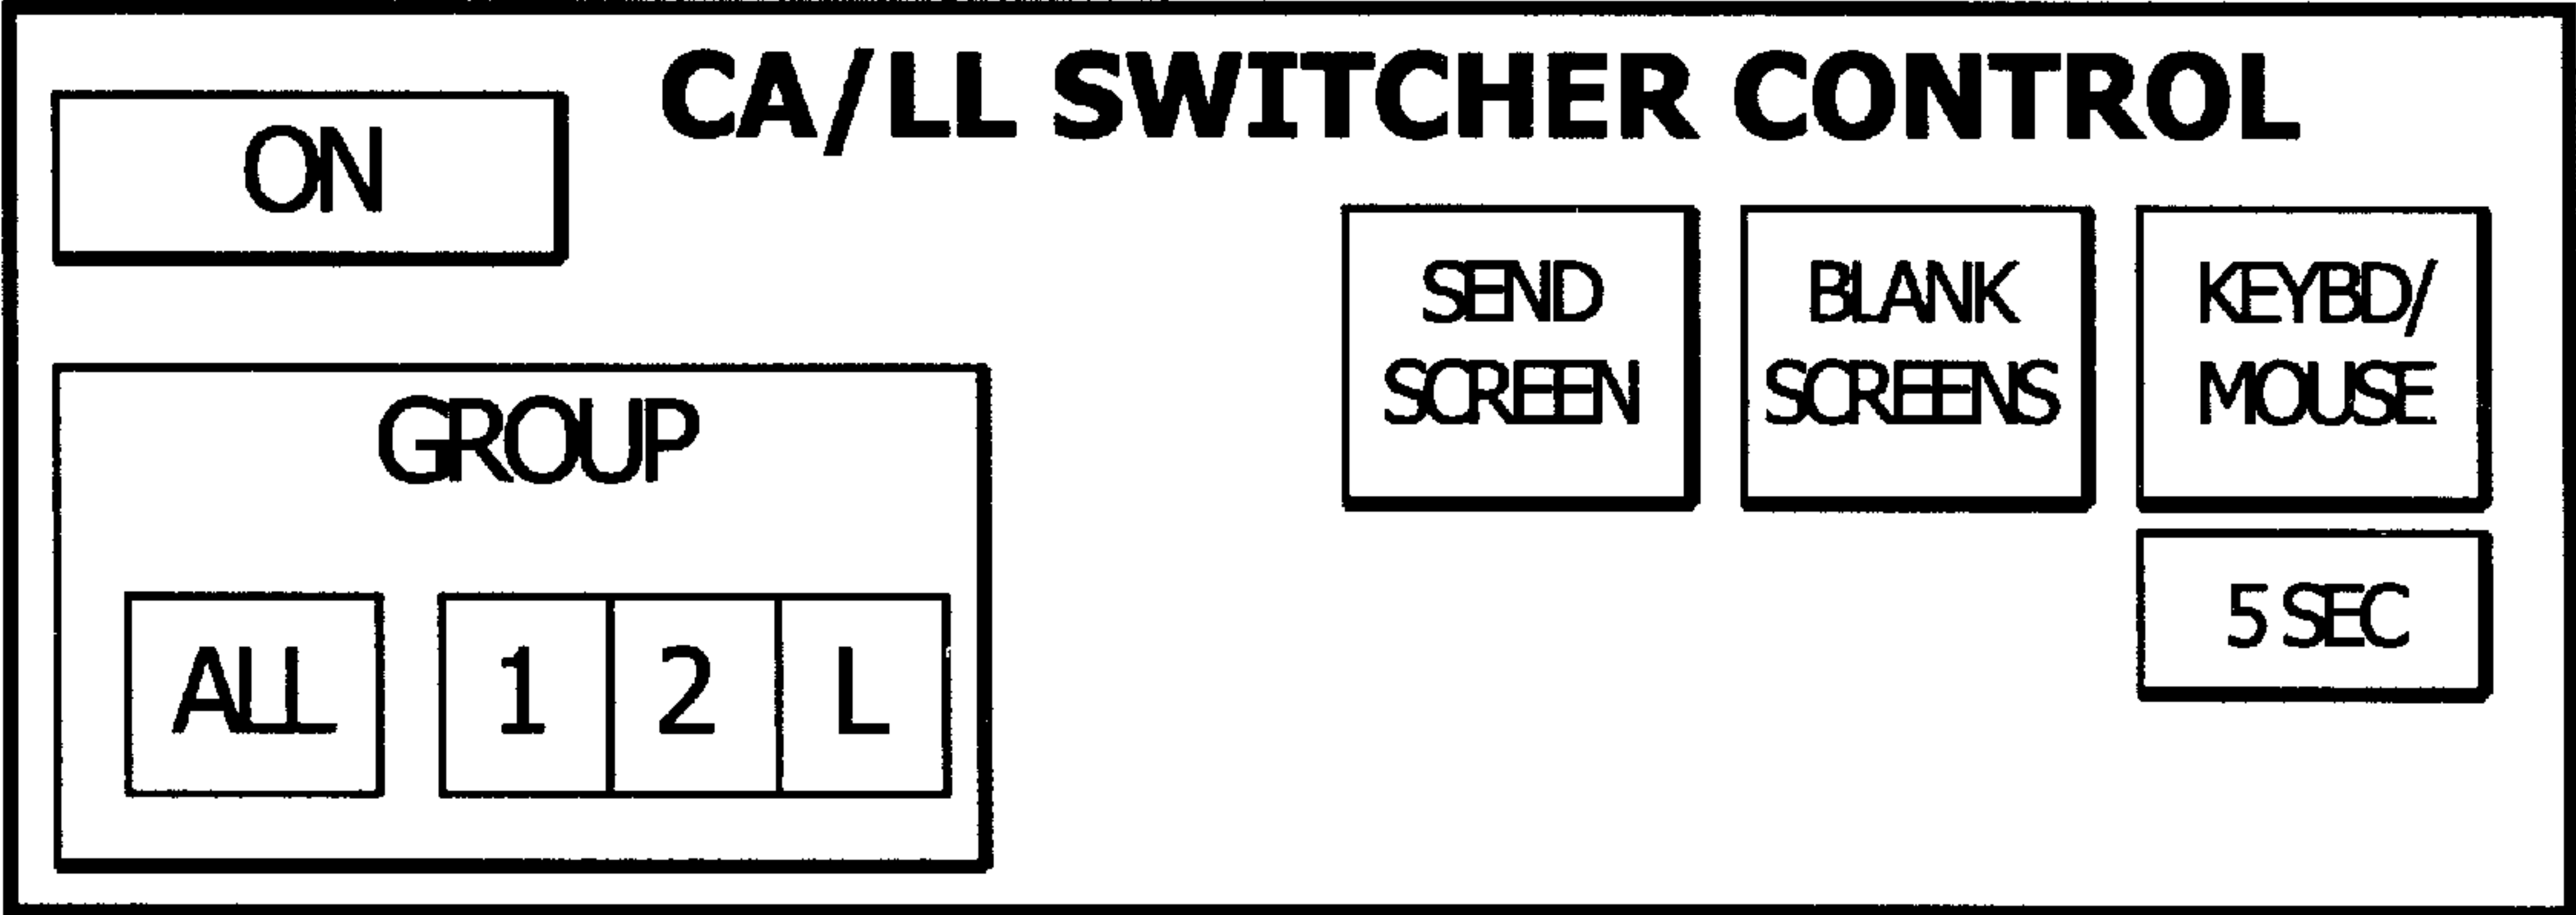 CA/LL SWITCHER CONTROL
ON
SEND
SCREEN
BLANK
SCREENS
KEYBD/
MOUSE
5 SEC
GROUP
ALL
1 2 L